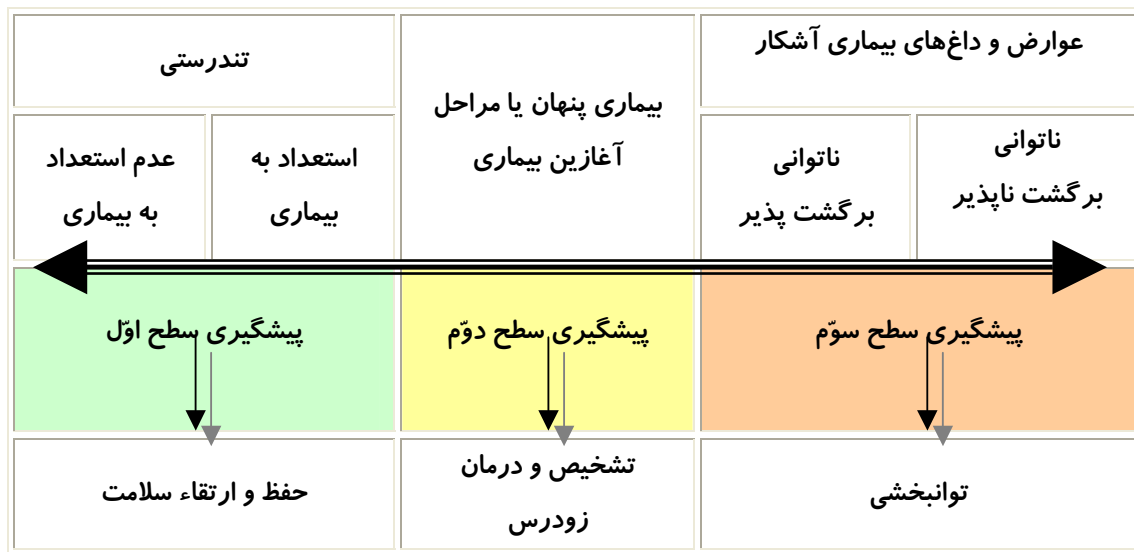 عوارض و داغ‌های بیماری آشکار
بیماری پنهان یا مراحل
آغازین بیماری
تندرستی
ناتوانی
برگشت ناپذیر
ناتوانی
برگشت پذیر
استعداد به
بیماری
عدم استعداد
به بیماری
پیشگیری سطح سوّم
پیشگیری سطح دوّم
پیشگیری سطح اوّل
توانبخشی
تشخیص و درمان
زودرس
حفظ و ارتقاء سلامت